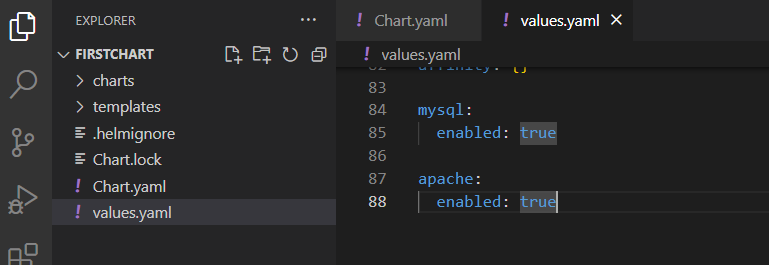 EXPLORER
FIRSTCHART
charts
templates
.helmignore
Chart.lock
Chart.yaml
values.yaml
Chart.yaml
values.yaml
values.yaml
82 affinity: {}
83
84 mysql:
85 enabled: true
86
87 apache:
88 enabled: true